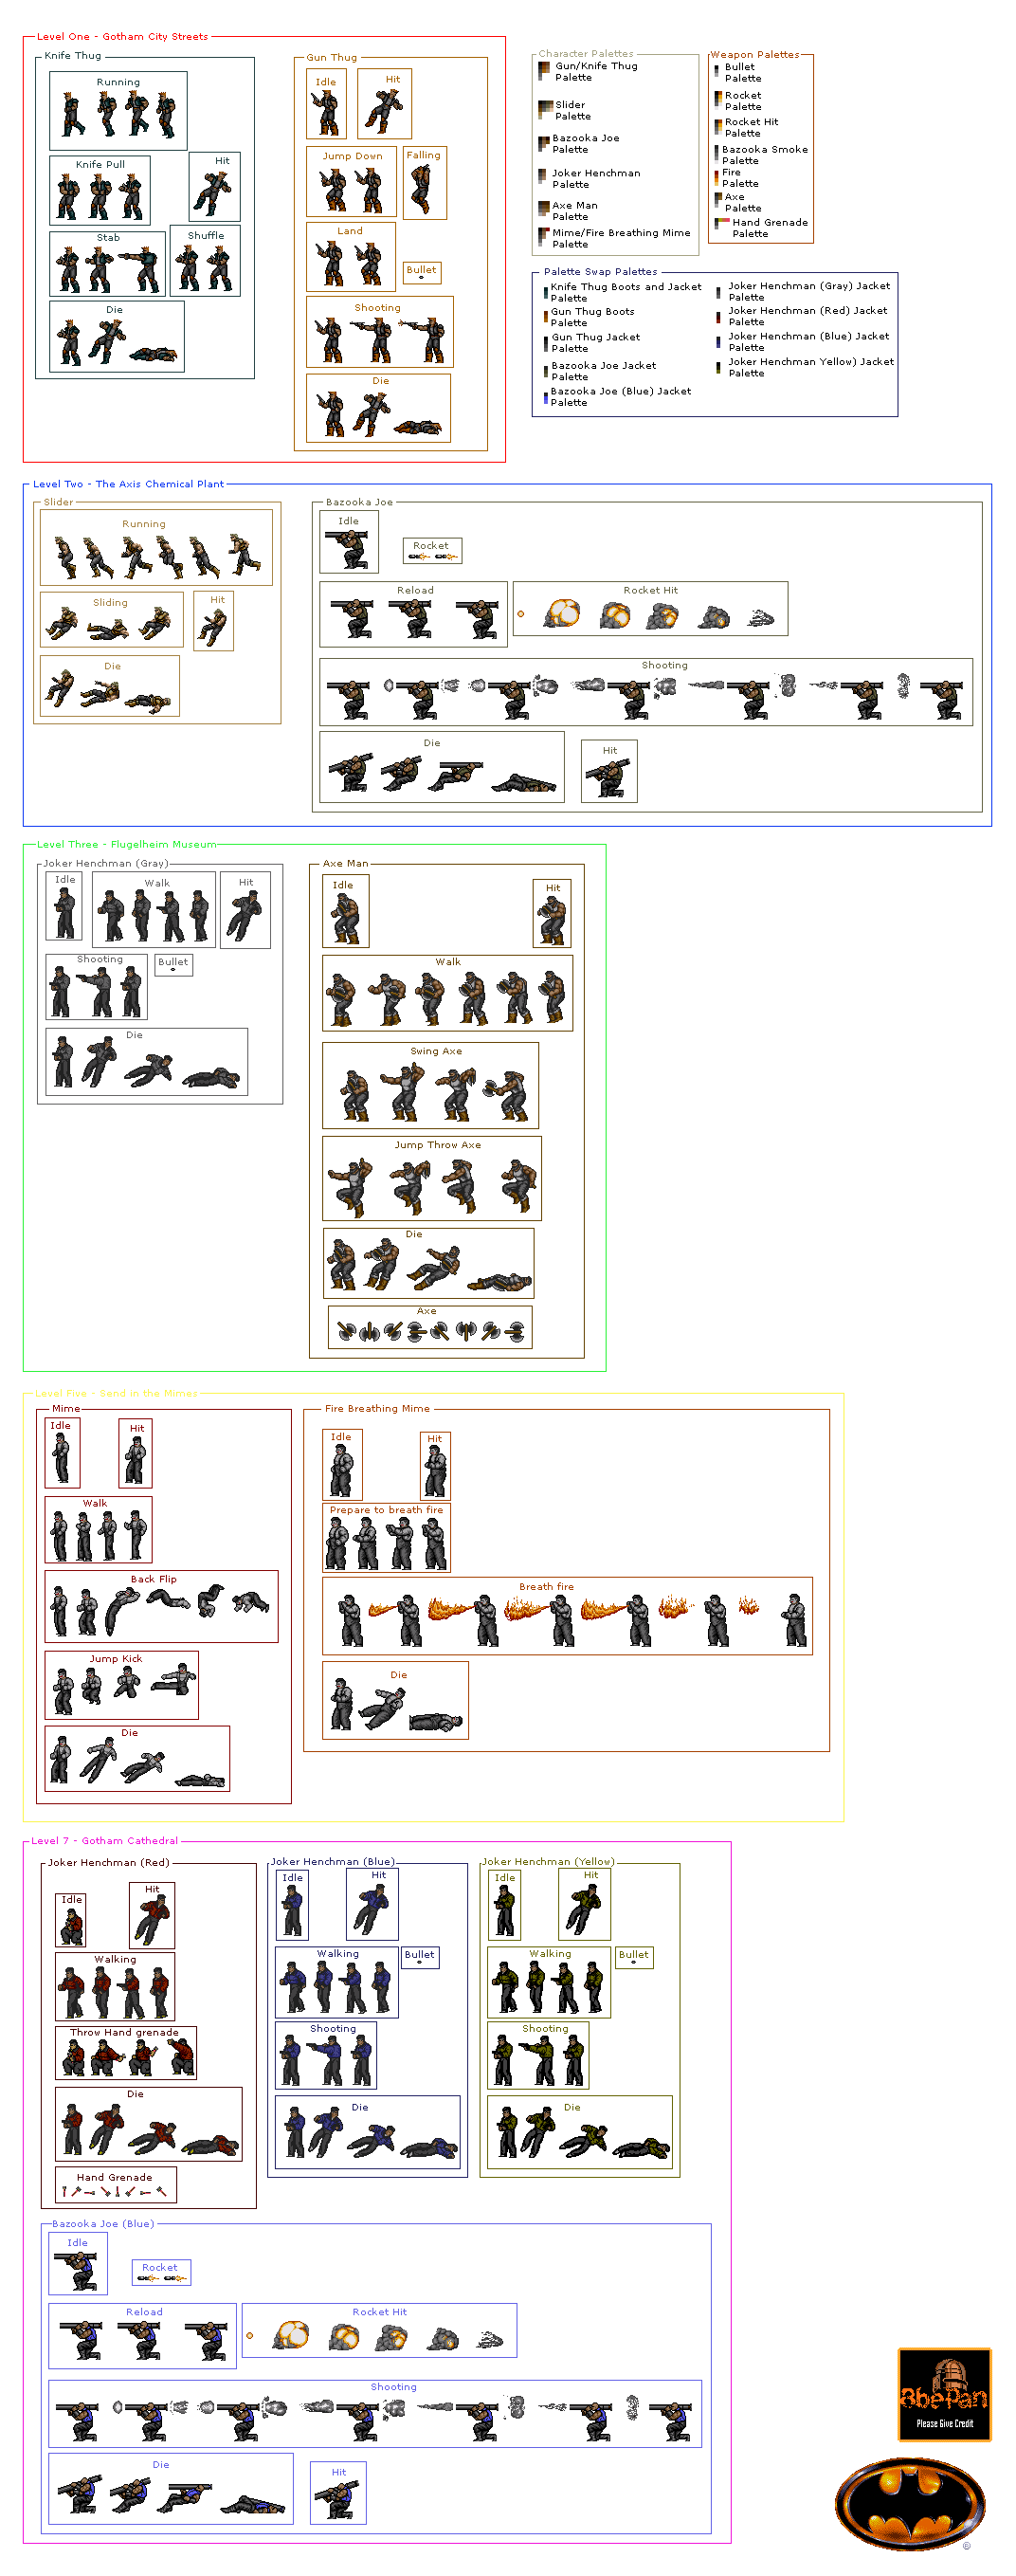 Level One - Gotham City Streets
Knife Thug
Running
Knife Pull
Hit
Stab
Shuffle
Die
Gun Thug
Idle
Hit
Jump Down
Falling
Land
Bullet
Shooting
Die
Character Palettes
Gun/Knife Thug
Palette
Slider
Palette
Bazooka Joe
Palette
Joker Henchman
Palette
Axe Man
Palette
Mime/Fire Breathing Mime
Palette
Weapon Palettes
Bullet
Palette
Rocket
Palette
Rocket Hit
Palette
Bazooka Smoke
Palette
Fire
Palette
Axe
Palette
Hand Grenade
Palette
Palette Swap Palettes
Knife Thug Boots and Jacket
Palette
Gun Thug Boots
Palette
Gun Thug Jacket
Palette
Bazooka Joe Jacket
Palette
Bazooka Joe (Blue) Jacket
Palette
Joker Henchman (Gray) Jacket
Palette
Joker Henchman (Red) Jacket
Palette
Joker Henchman (Blue) Jacket
Palette
Joker Henchman Yellow) Jacket
Palette
Level Two - The Axis Chemical Plant
Slider
Running
Sliding
Hit
Die
Bazooka Joe
Idle
Rocket
Reload
Rocket Hit
Shooting
Die
Hit
Level Three - Flugelheim Museum
Joker Henchman (Gray)
Idle
Walk
Hit
Shooting
Bullet
Die
Axe Man
Idle
Hit
Walk
Swing Axe
Jump Throw Axe
Die
Axe
Level Five - Send in the Mimes
Mime
Idle
Hit
Walk
Back Flip
Jump Kick
Die
Fire Breathing Mime
Idle
Hit
Prepare to breath fire
Breath fire
Die
Level 7 - Gotham Cathedral
Joker Henchman (Red)
Idle
Hit
Walking
Throw Hand grenade
Die
Hand Grenade
Joker Henchman (Blue)
Idle
Hit
Walking
Bullet
Shooting
Die
Joker Henchman (Yellow)
Idle
Hit
Walking
Bullet
Shooting
Die
Bazooka Joe (Blue)
Idle
Rocket
Reload
Rocket Hit
Shooting
Die
Hit
3bePan
Please Give Credit
©